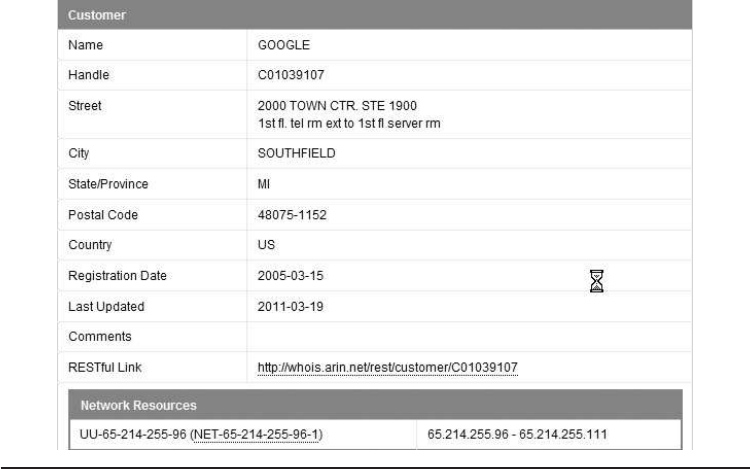 Customer
Name GOOGLE
Handle C01039107
Street 2000 TOWN CTR. STE 1900
1st fl. tel rm ext to 1st fl server rm
City SOUTHFIELD
State/Province MI
Postal Code 48075-1152
Country US
Registration Date 2005-03-15
Last Updated 2011-03-19
Comments
RESTful Link http://whois.arin.net/rest/customer/C01039107
Network Resources
UU-65-214-255-96 (NET-65-214-255-96-1) 65.214.255.96 - 65.214.255.111